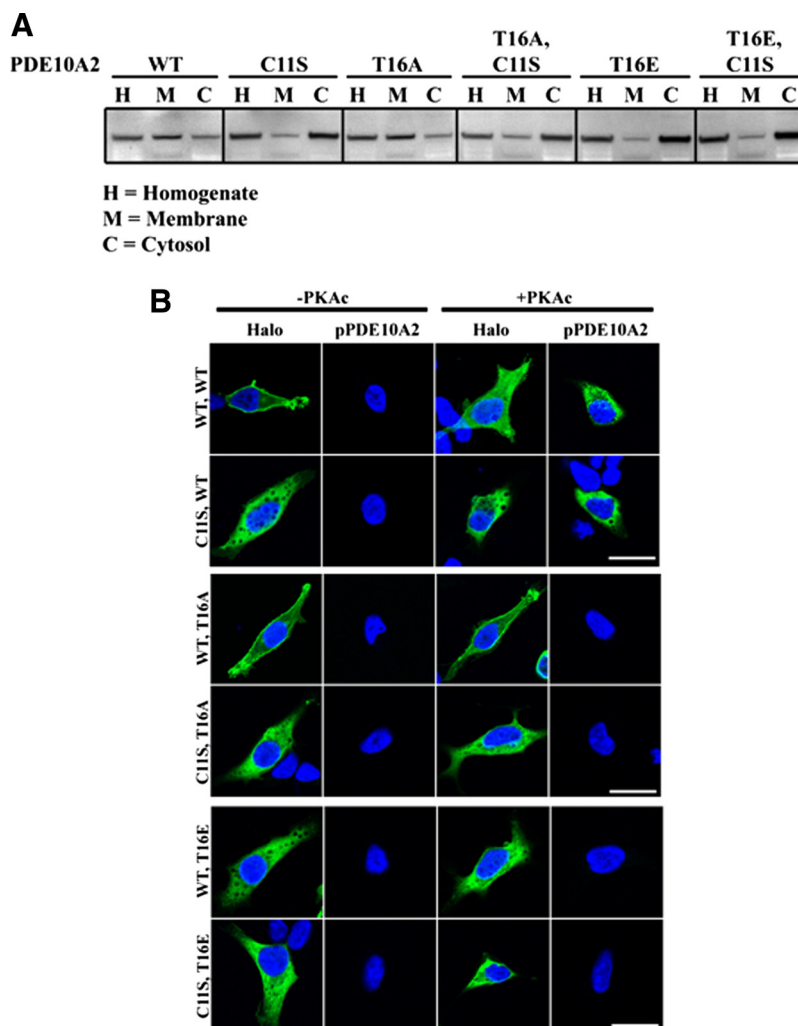 A
PDE10A2 WT C11S T16A T16A, C11S T16E T16E, C11S
H M C H M C H M C H M C H M C H M C
H = Homogenate
M = Membrane
C = Cytosol
B
-PKAc +PKAc
Halo pPDE10A2 Halo pPDE10A2
WT, WT
C11S, WT
WT, T16A
C11S, T16A
WT, T16E
C11S, T16E